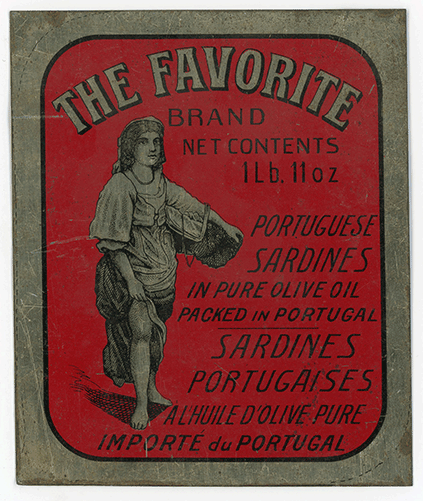 THE FAVORITE
BRAND
NET CONTENTS
1 Lb. 11 oz
PORTUGUESE
SARDINES
IN PURE OLIVE OIL
PACKED IN PORTUGAL
SARDINES
PORTUGAISES
A L'HUILE D'OLIVE PURE
IMPORTE du PORTUGAL